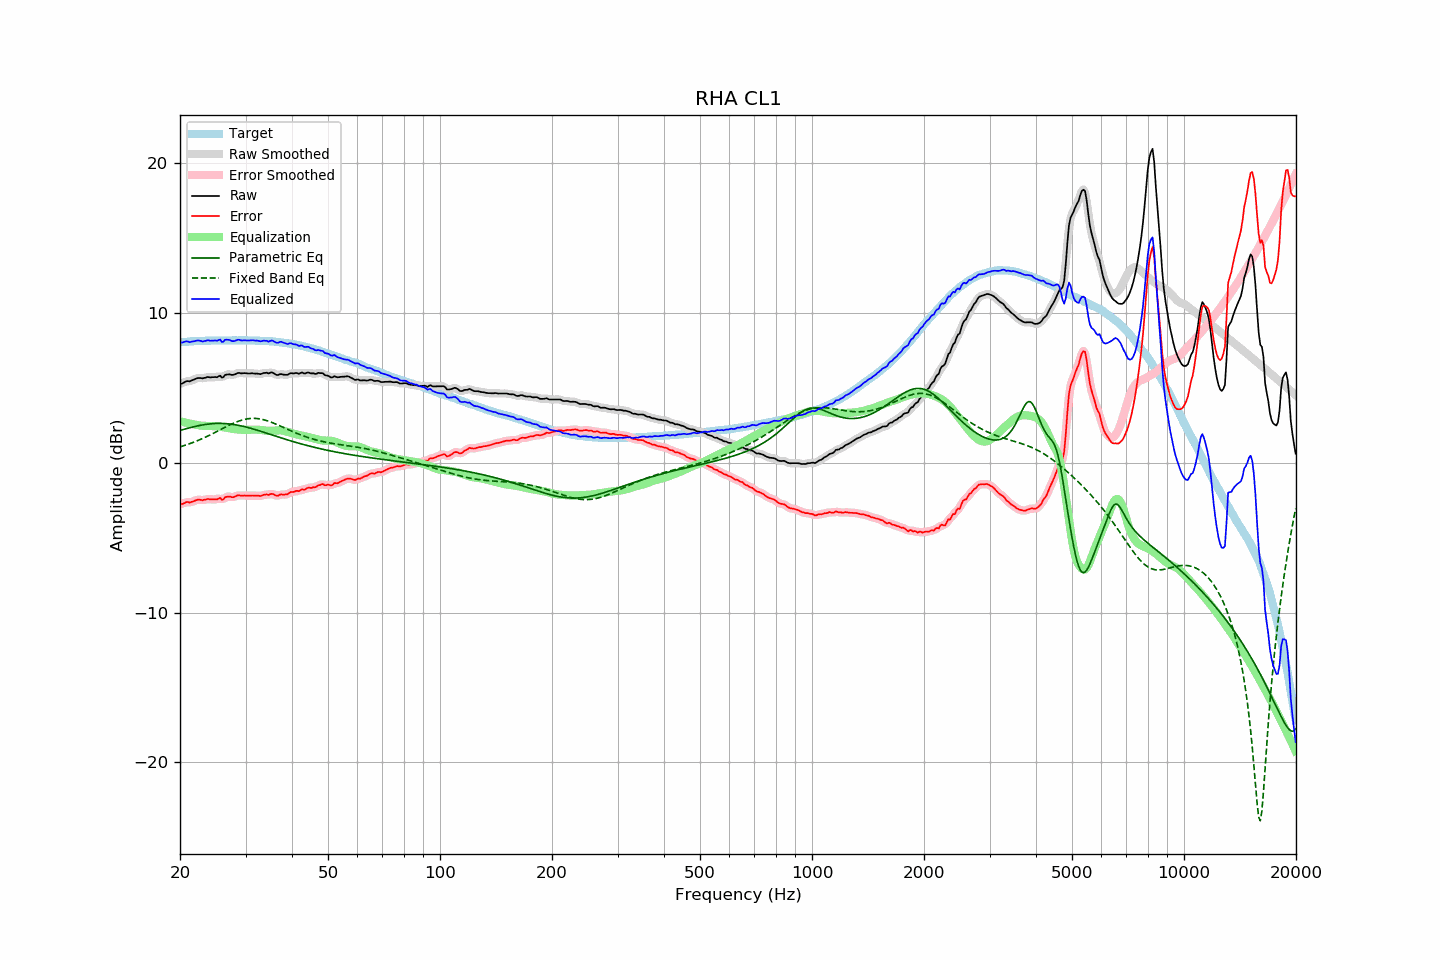 RHA CL1
Target
Raw Smoothed
Error Smoothed
Raw
Error
Equalization
Parametric Eq
Fixed Band Eq
Equalized
Amplitude (dBr)
20
10
0
−10
−20
20 50 100 200 500 1000 2000 5000 10000 20000
Frequency (Hz)